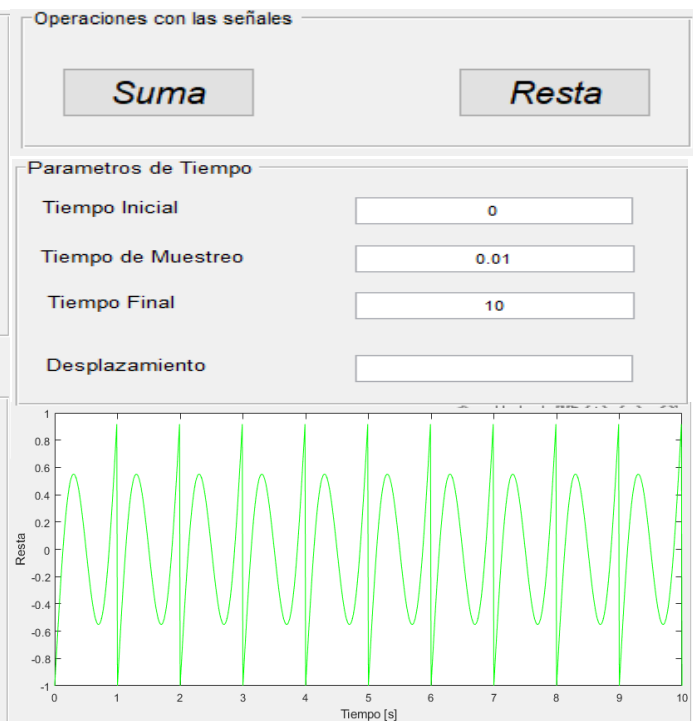 Operaciones con las señales
Suma
Resta
Parametros de Tiempo
Tiempo Inicial
0
Tiempo de Muestreo
0.01
Tiempo Final
10
Desplazamiento
1
0.8
0.6
0.4
0.2
0
-0.2
-0.4
-0.6
-0.8
-1
Resta
0 1 2 3 4 5 6 7 8 9 10
Tiempo [s]